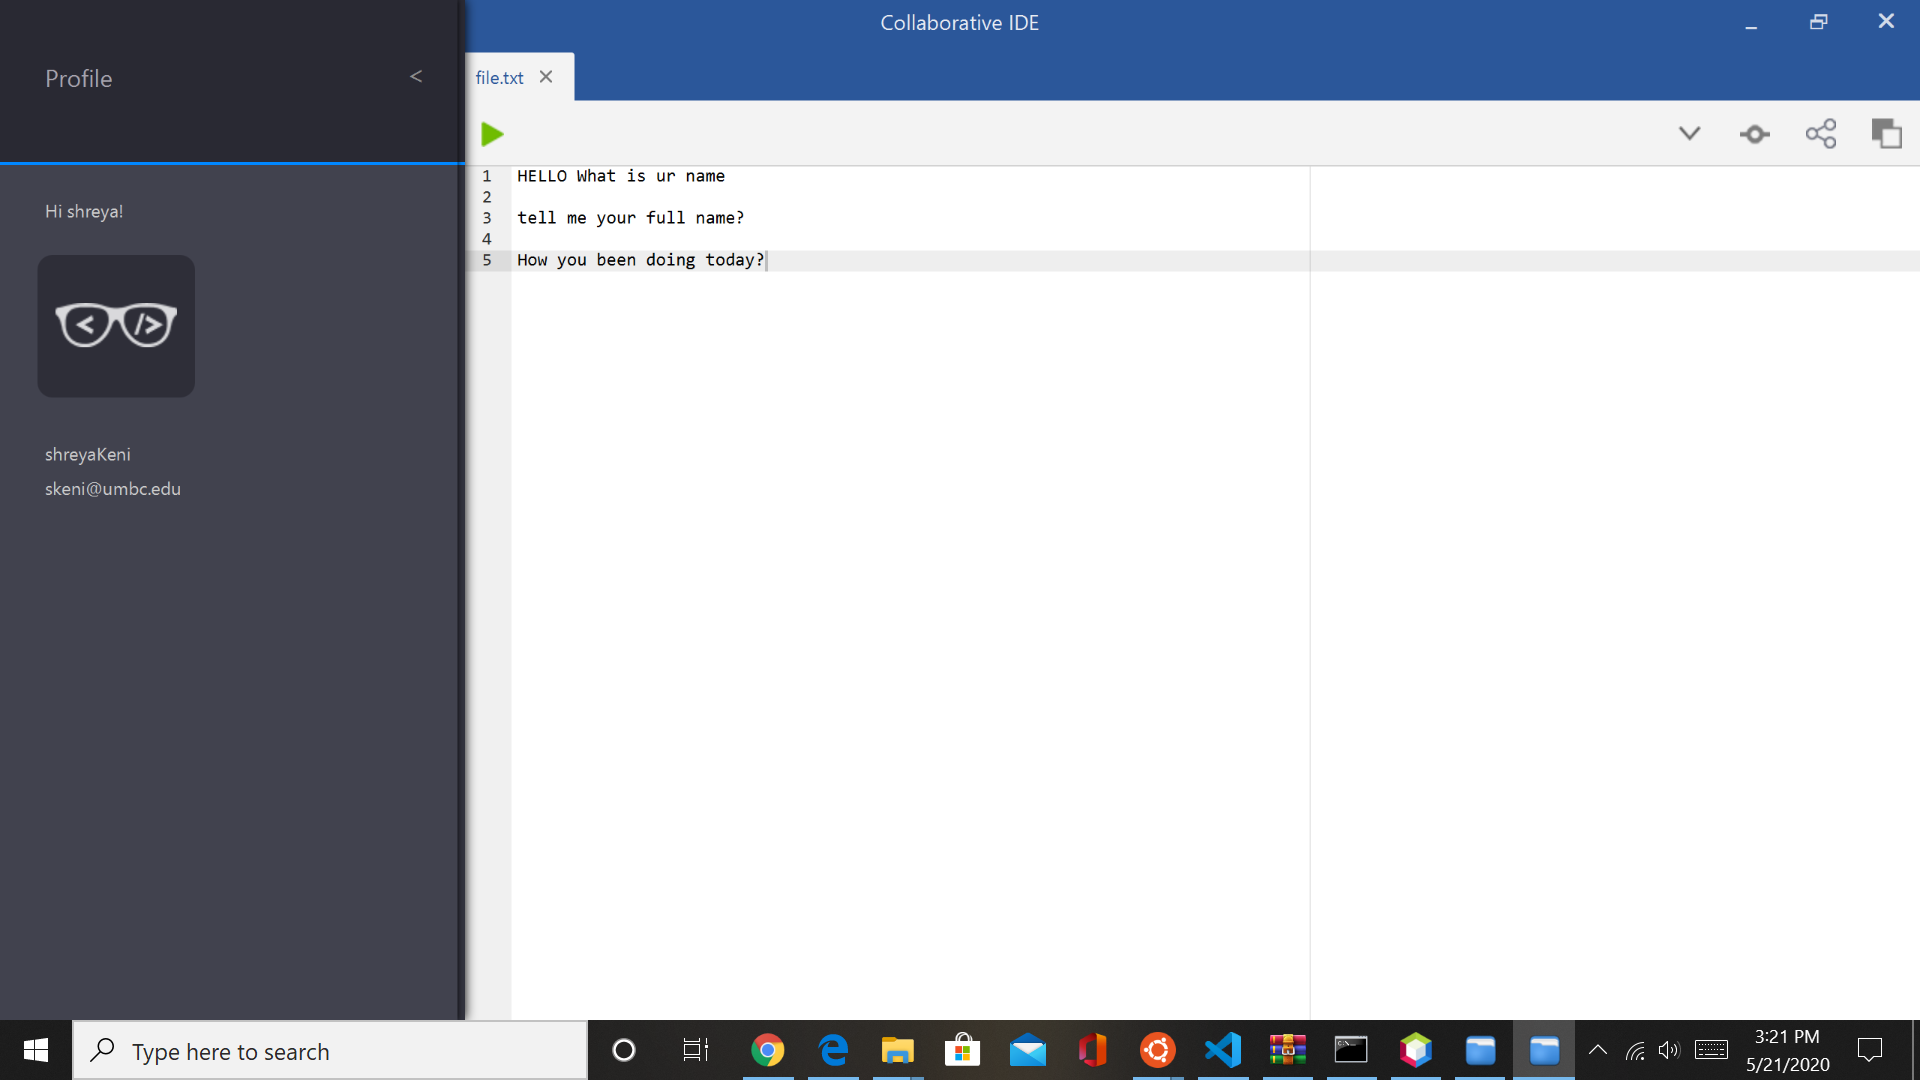 Collaborative IDE
Profile <
file.txt
Hi shreya!
shreyaKeni
skeni@umbc.edu
1 HELLO What is ur name
2
3 tell me your full name?
4
5 How you been doing today?
Type here to search
3:21 PM
5/21/2020